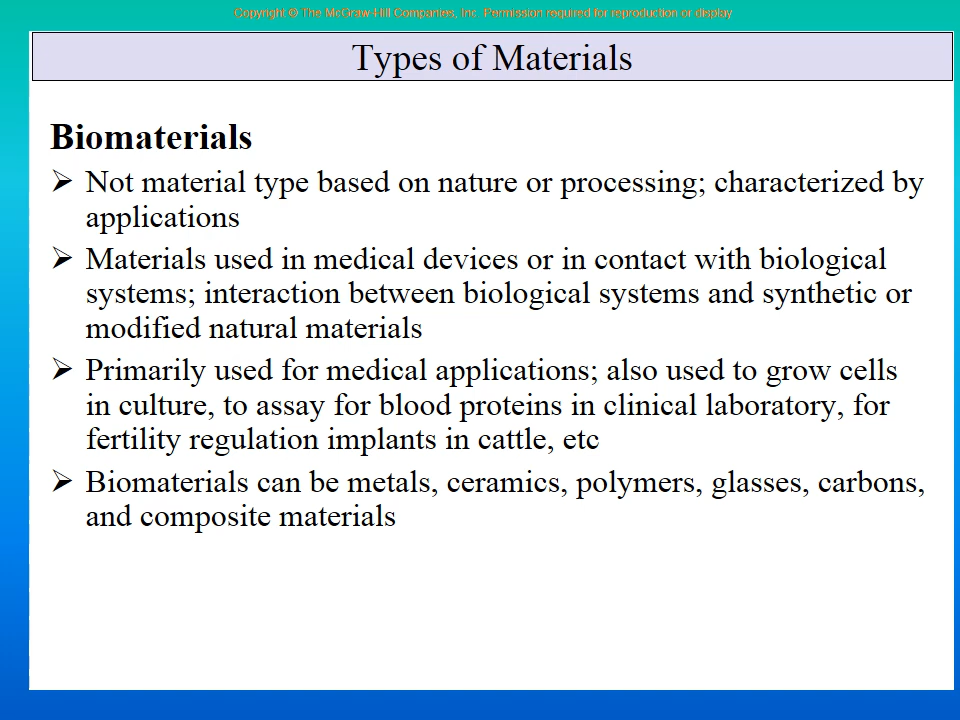 Copyright © The McGraw-Hill Companies, Inc. Permission required for reproduction or display
Types of Materials
Biomaterials
➢ Not material type based on nature or processing; characterized by
applications
➢ Materials used in medical devices or in contact with biological
systems; interaction between biological systems and synthetic or
modified natural materials
➢ Primarily used for medical applications; also used to grow cells
in culture, to assay for blood proteins in clinical laboratory, for
fertility regulation implants in cattle, etc
➢ Biomaterials can be metals, ceramics, polymers, glasses, carbons,
and composite materials